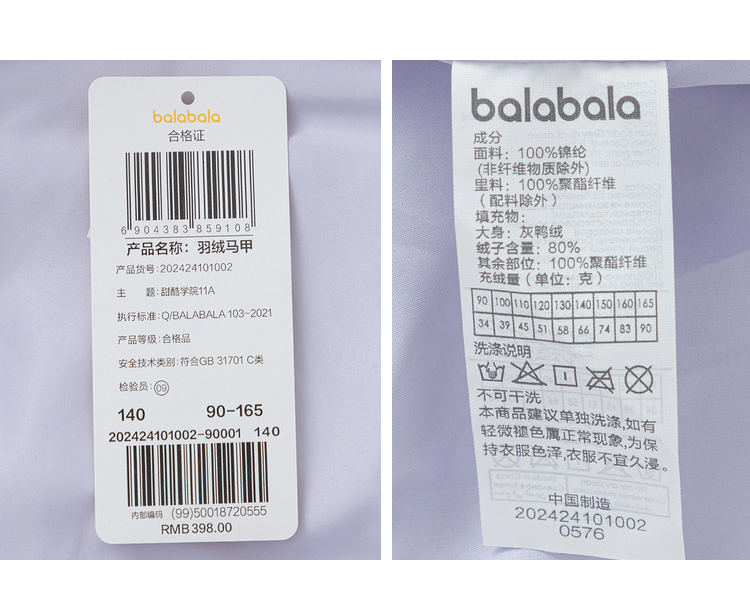 balabala
合格证
6904383859108
产品名称：羽绒马甲
产品货号：202424101002
主 题：甜酷学院11A
执行标准：Q/BALABALA 103-2021
产品等级：合格品
安全技术类别：符合GB 31701 C类
检验员：09
140 90-165
202424101002-90001 140
内部编码 (99)50018720555
RMB398.00
balabala
成分
面料：100%锦纶
(非纤维物质除外)
里料：100%聚酯纤维
（配料除外）
填充物：
大身：灰鸭绒
绒子含量：80%
其余部位：100%聚酯纤维
充绒量（单位：克）
90 100 110 120 130 140 150 160 165
34 39 45 51 58 66 74 83 90
洗涤说明
不可干洗
本商品建议单独洗涤,如有
轻微褪色属正常现象,为保
持衣服色泽,衣服不宜久浸。
中国制造
202424101002
0576